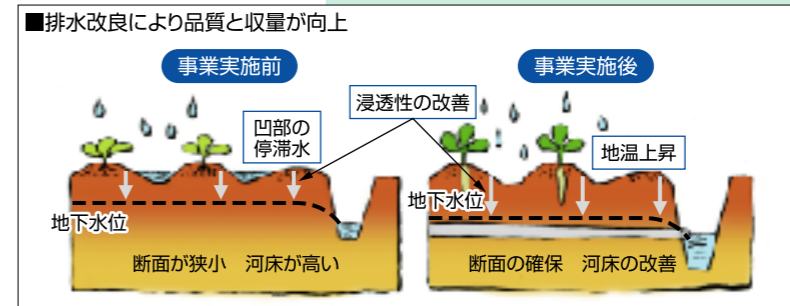 ■排水改良により品質と収量が向上
事業実施前
事業実施後
浸透性の改善
凹部の
停滞水
地温上昇
地下水位
地下水位
断面が狭小 河床が高い
断面の確保 河床の改善